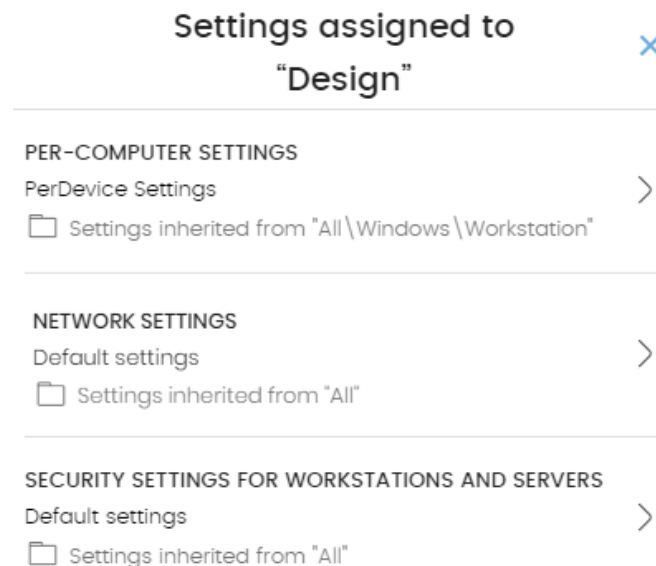 Settings assigned to
“Design”
PER-COMPUTER SETTINGS
PerDevice Settings
Settings inherited from "All\Windows\Workstation"
NETWORK SETTINGS
Default settings
Settings inherited from "All"
SECURITY SETTINGS FOR WORKSTATIONS AND SERVERS
Default settings
Settings inherited from "All"